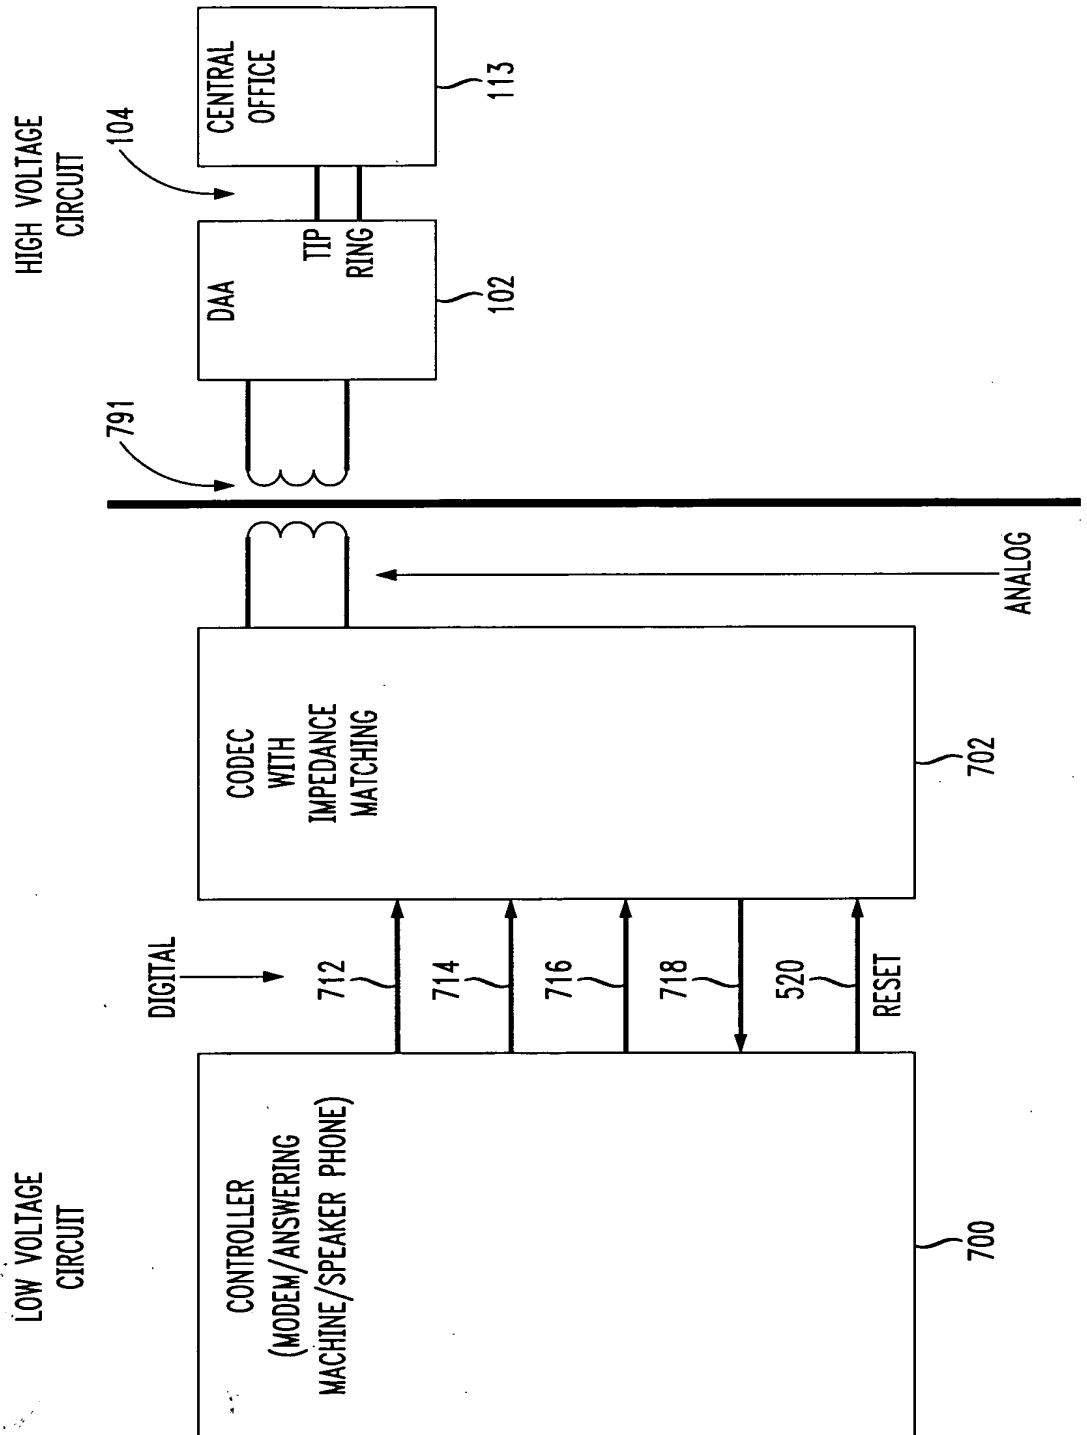 LOW VOLTAGE
CIRCUIT
HIGH VOLTAGE
CIRCUIT
CONTROLLER
(MODEM/ANSWERING
MACHINE/SPEAKER PHONE)
700
DIGITAL
712
714
716
718
520
RESET
CODEC
WITH
IMPEDANCE
MATCHING
702
ANALOG
791
DAA
TIP
RING
102
104
CENTRAL
OFFICE
113